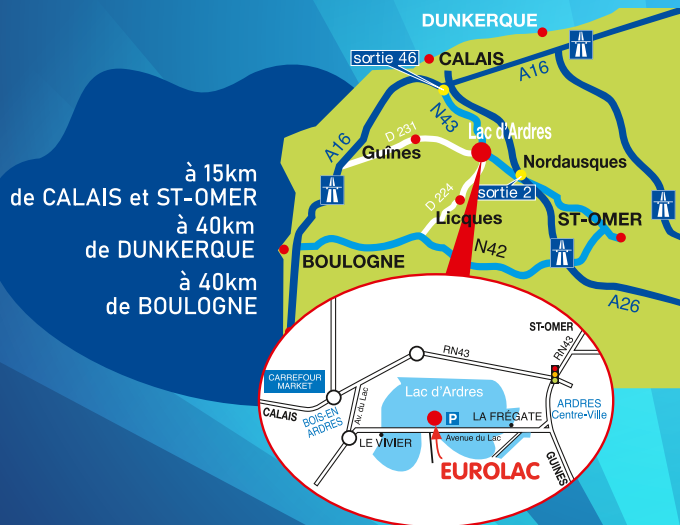 DUNKERQUE
sortie 46
CALAIS
A16
N43
A16
D 231
Lac d'Ardres
Guînes
Nordausques
D 224
sortie 2
Licques
ST-OMER
N42
BOULOGNE
A26
à 15km
de CALAIS et ST-OMER
à 40km
de DUNKERQUE
à 40km
de BOULOGNE
ST-OMER
RN43
RN43
CARREFOUR
MARKET
Lac d'Ardres
CALAIS
BOIS-EN
ARDRES
Av. du Lac
P
LA FRÉGATE
ARDRES
Centre-Ville
LE VIVIER
Avenue du Lac
EUROLAC
GUINES